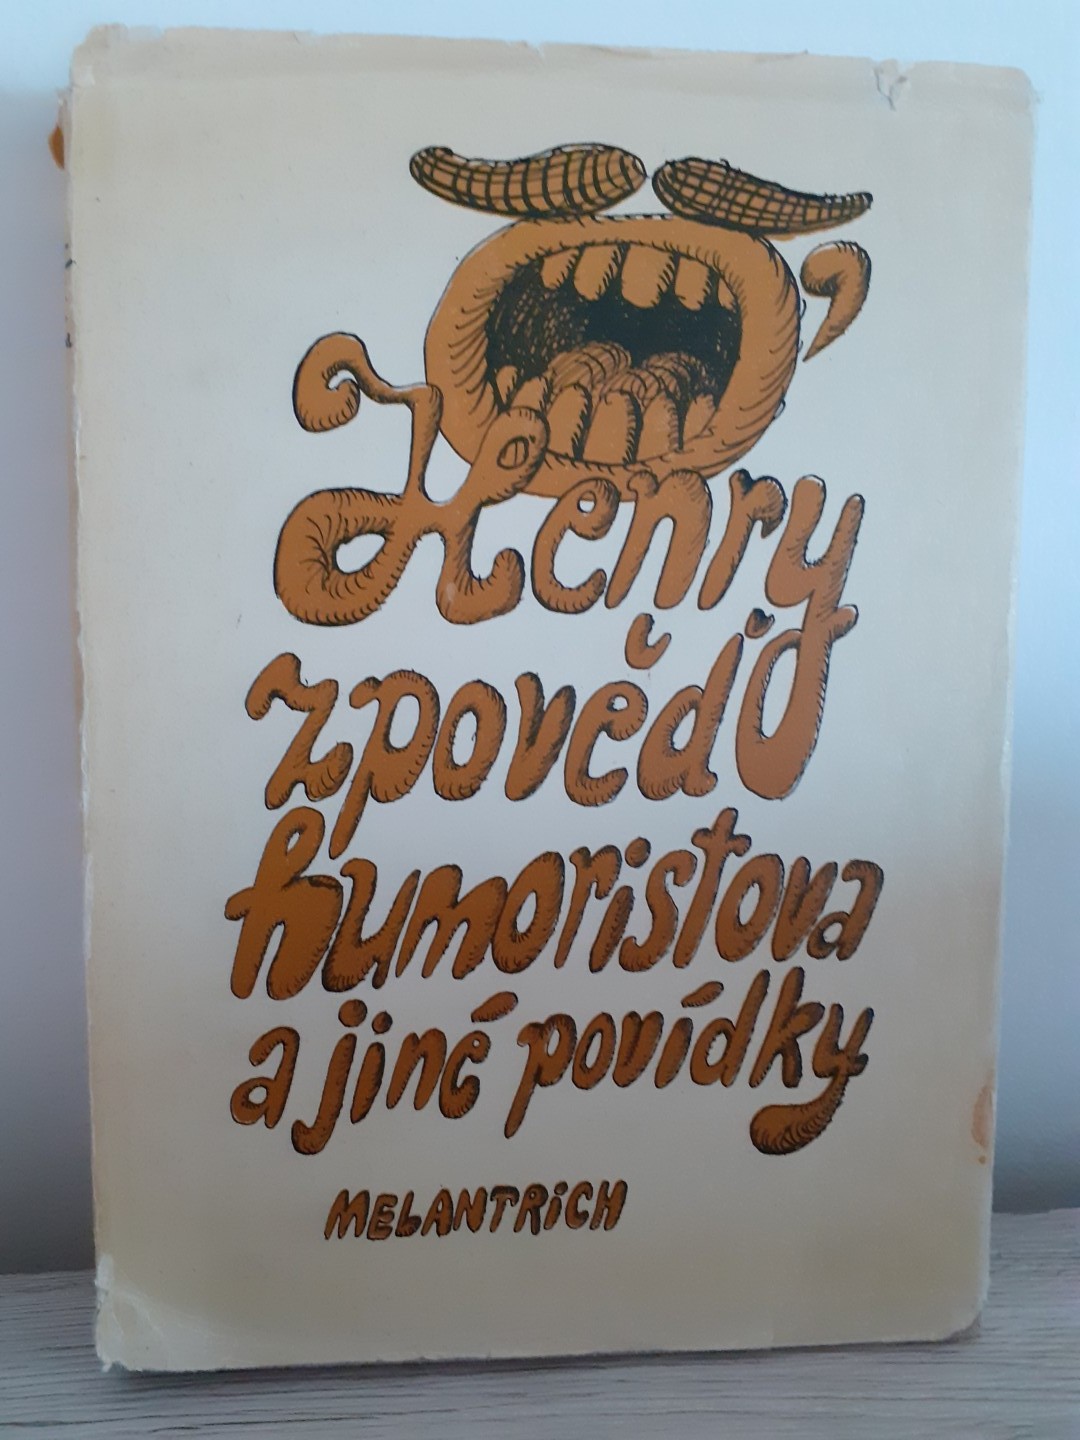 O' Henry
zpověď
humoristova
a jiné povídky
MELANTRiCH